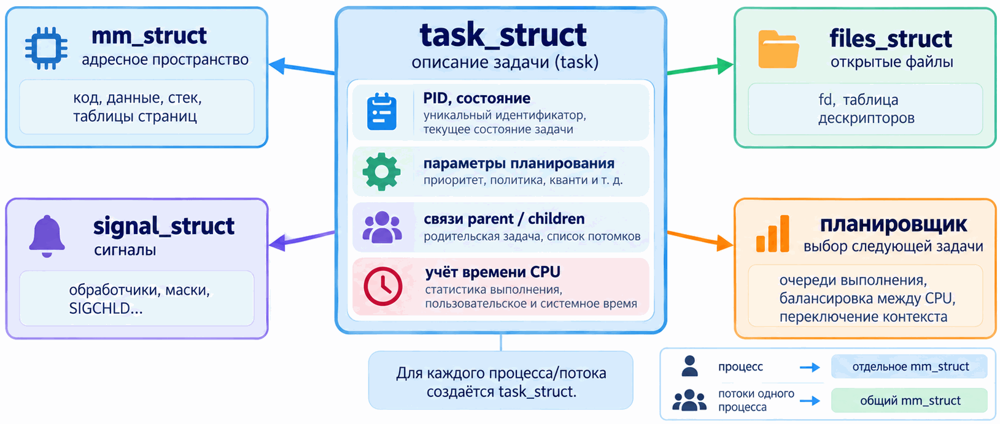 mm_struct
адресное пространство
код, данные, стек,
таблицы страниц
signal_struct
сигналы
обработчики, маски,
SIGCHLD...
task_struct
описание задачи (task)
PID, состояние
уникальный идентификатор,
текущее состояние задачи
параметры планирования
приоритет, политика, кванти и т. д.
связи parent / children
родительская задача, список потомков
учёт времени CPU
статистика выполнения,
пользовательское и системное время
Для каждого процесса/потока
создаётся task_struct.
files_struct
открытые файлы
fd, таблица
дескрипторов
планировщик
выбор следующей задачи
очереди выполнения,
балансировка между CPU,
переключение контекста
процесс
отдельное mm_struct
потоки одного
процесса
общий mm_struct